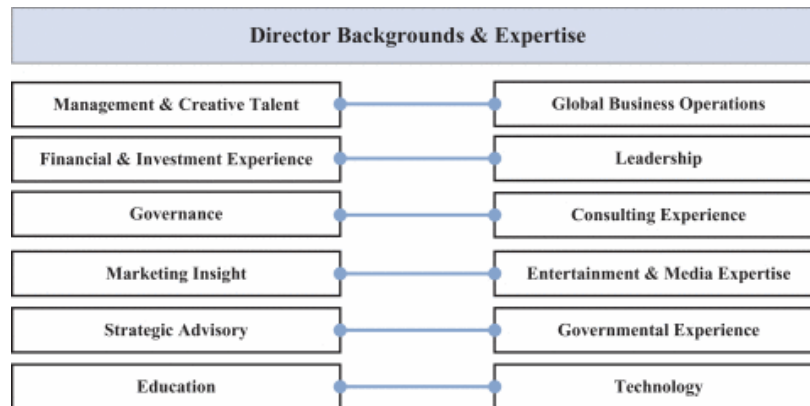 Director Backgrounds & Expertise
Management & Creative Talent
Global Business Operations
Financial & Investment Experience
Leadership
Governance
Consulting Experience
Marketing Insight
Entertainment & Media Expertise
Strategic Advisory
Governmental Experience
Education
Technology